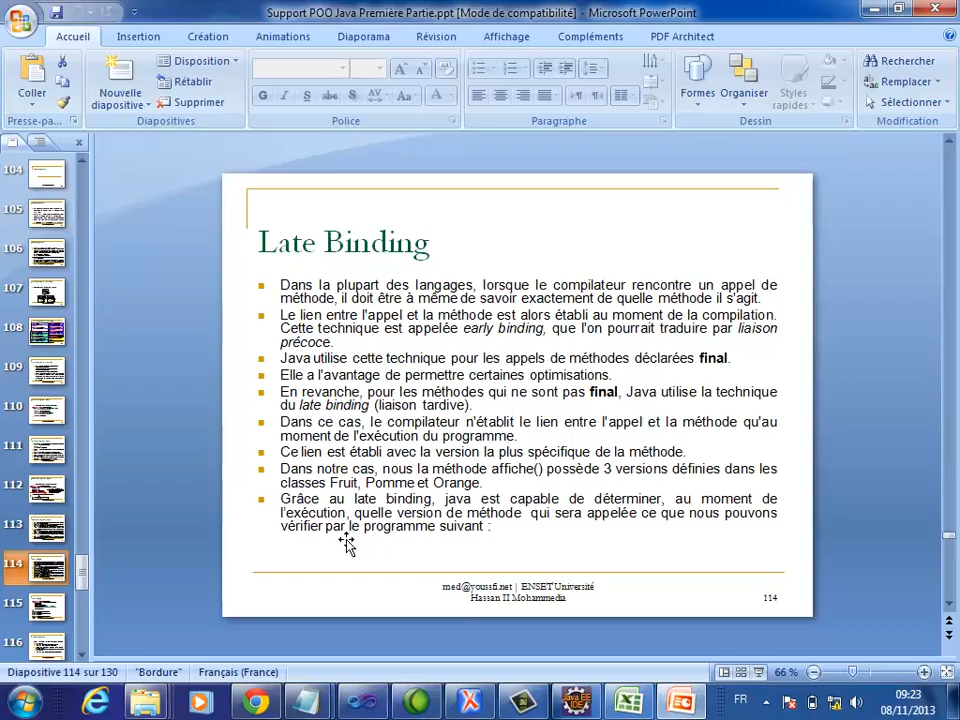 Support POO Java Première Partie.ppt [Mode de compatibilité] - Microsoft PowerPoint
Accueil Insertion Création Animations Diaporama Révision Affichage Compléments PDF Architect
Coller
Presse-pa...
Nouvelle diapositive
Disposition
Rétablir
Supprimer
Diapositives
G I S abc S AV Aa A
Police
Paragraphe
Formes Organiser Styles rapides
Dessin
Rechercher
Remplacer
Sélectionner
Modification
104
105
106
107
108
109
110
111
112
113
114
115
116
Late Binding
Dans la plupart des langages, lorsque le compilateur rencontre un appel de
méthode, il doit être à même de savoir exactement de quelle méthode il s'agit.
Le lien entre l'appel et la méthode est alors établi au moment de la compilation.
Cette technique est appelée early binding, que l'on pourrait traduire par liaison
précoce.
Java utilise cette technique pour les appels de méthodes déclarées final.
Elle a l'avantage de permettre certaines optimisations.
En revanche, pour les méthodes qui ne sont pas final, Java utilise la technique
du late binding (liaison tardive).
Dans ce cas, le compilateur n'établit le lien entre l'appel et la méthode qu'au
moment de l'exécution du programme.
Ce lien est établi avec la version la plus spécifique de la méthode.
Dans notre cas, nous la méthode affiche() possède 3 versions définies dans les
classes Fruit, Pomme et Orange.
Grâce au late binding, java est capable de déterminer, au moment de
l'exécution, quelle version de méthode qui sera appelée ce que nous pouvons
vérifier par le programme suivant :
med@youssfi.net | ENSET Université
Hassan II Mohammedia
114
Diapositive 114 sur 130 "Bordure" Français (France) 66 %
FR
Java EE
IDE
09:23
08/11/2013